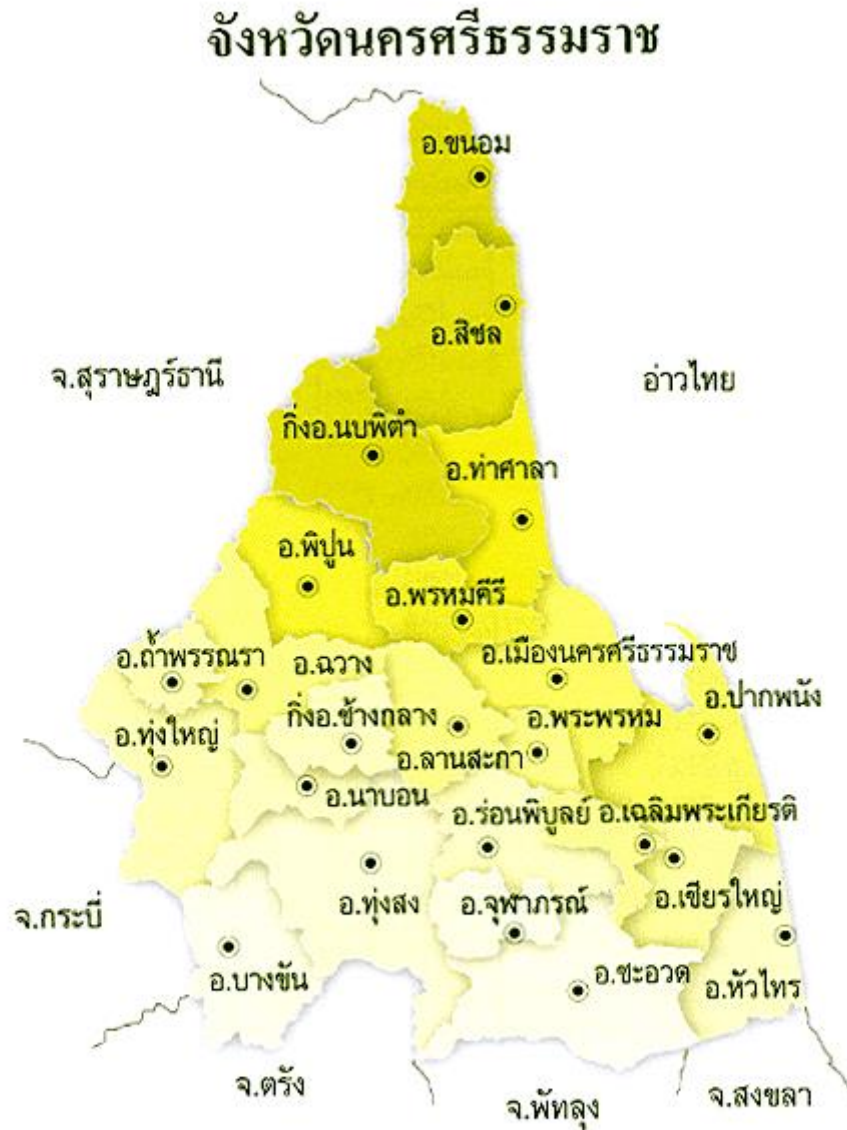 จังหวัดนครศรีธรรมราช
อ.ขนอม
อ.สิชล
จ.สุราษฎร์ธานี
อ่าวไทย
กิ่งอ.นบพิตำ
อ.ท่าศาลา
อ.พิปูน
อ.พรหมคีรี
อ.ถ้ำพรรณรา
อ.ฉวาง
อ.เมืองนครศรีธรรมราช
อ.ปากพนัง
กิ่งอ.ช้างกลาง
อ.พระพรหม
อ.ทุ่งใหญ่
อ.ลานสะกา
อ.นาบอน
อ.ร่อนพิบูลย์
อ.เฉลิมพระเกียรติ
อ.ทุ่งสง
อ.จุฬาภรณ์
อ.เชียรใหญ่
จ.กระบี่
อ.บางขัน
อ.ชะอวด
อ.หัวไทร
จ.ตรัง
จ.พัทลุง
จ.สงขลา